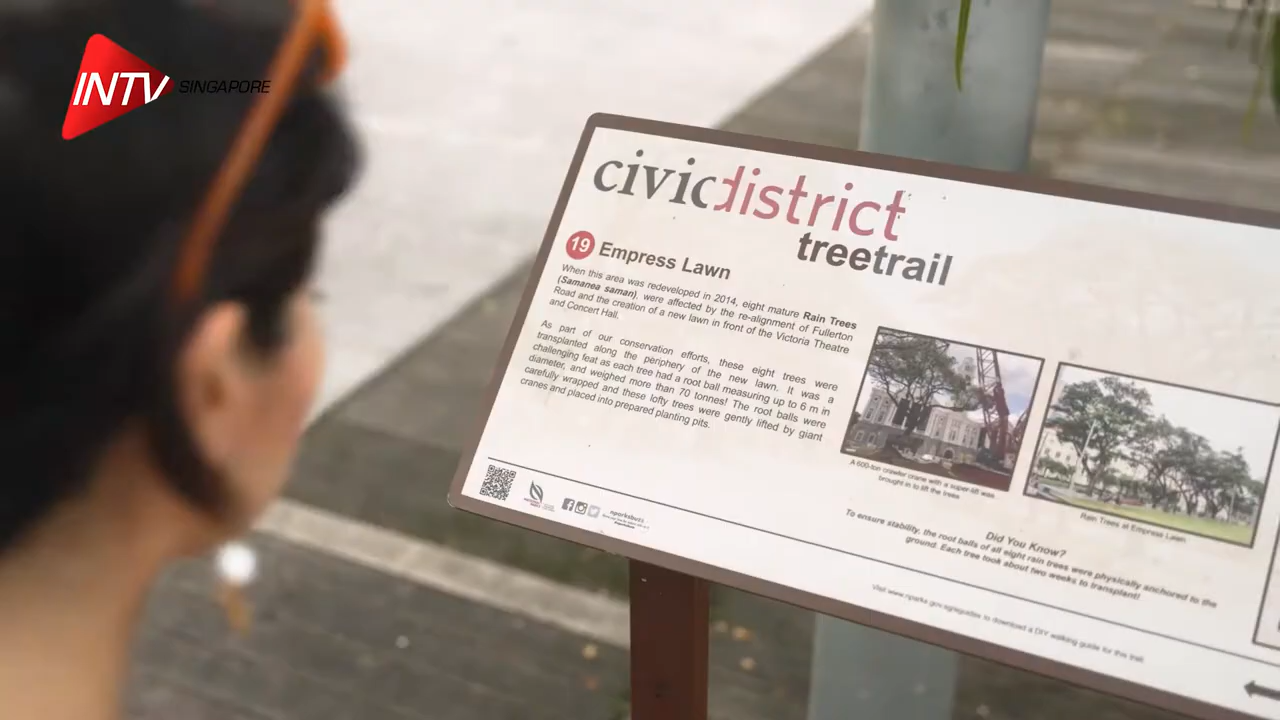 INTV SINGAPORE
civicdistrict
treetrail
19 Empress Lawn
When this area was redeveloped in 2014, eight mature Rain Trees
(Samanea saman), were affected by the re-alignment of Fullerton
Road and the creation of a new lawn in front of the Victoria Theatre
and Concert Hall.
As part of our conservation efforts, these eight trees were
transplanted along the periphery of the new lawn. It was a
challenging feat as each tree had a root ball measuring up to 6 m in
diameter, and weighed more than 70 tonnes! The root balls were
carefully wrapped and these lofty trees were gently lifted by giant
cranes and placed into prepared planting pits.
A 600-ton crawler crane with a super-lift was
brought in to lift the trees
Rain Trees at Empress Lawn
Did You Know?
To ensure stability, the root balls of all eight rain trees were physically anchored to the
ground. Each tree took about two weeks to transplant!
nparksbuzz
Visit www.nparks.gov.sg/eguides to download a DIY walking guide for this trail.